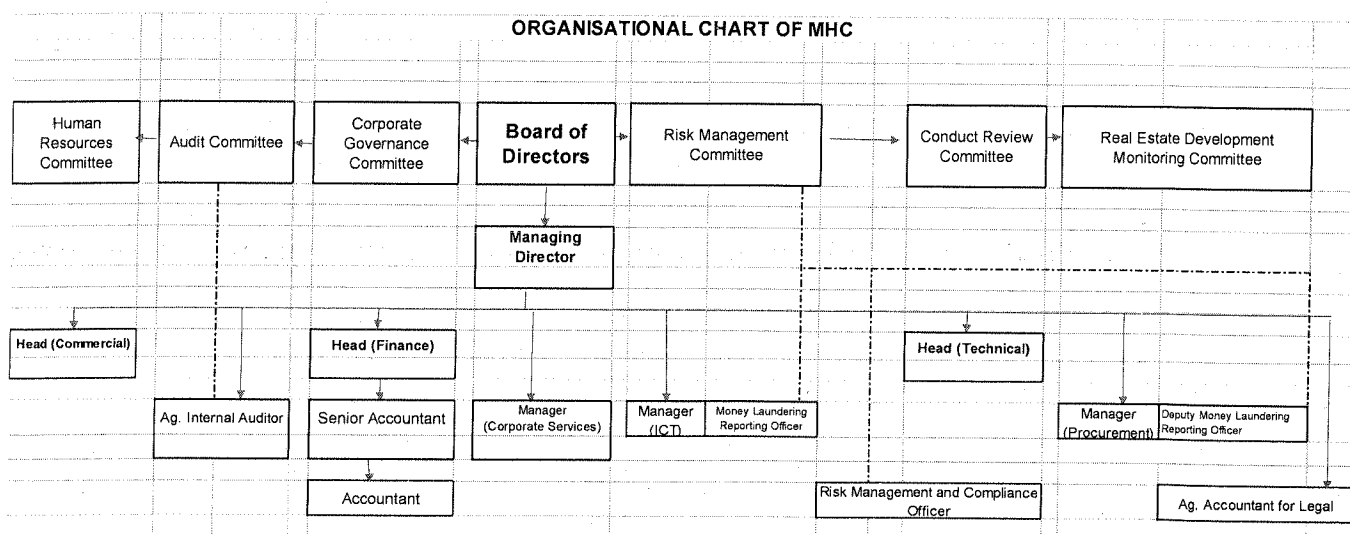 ORGANISATIONAL CHART OF MHC
Human
Resources
Committee
Audit Committee
Corporate
Governance
Committee
Board of
Directors
Risk Management
Committee
Conduct Review
Committee
Real Estate Development
Monitoring Committee
Managing
Director
Head (Commercial)
Head (Finance)
Head (Technical)
Ag. Internal Auditor
Senior Accountant
Manager
(Corporate Services)
Manager
(ICT)
Money Laundering
Reporting Officer
Manager
(Procurement)
Deputy Money Laundering
Reporting Officer
Accountant
Risk Management and Compliance
Officer
Ag. Accountant for Legal